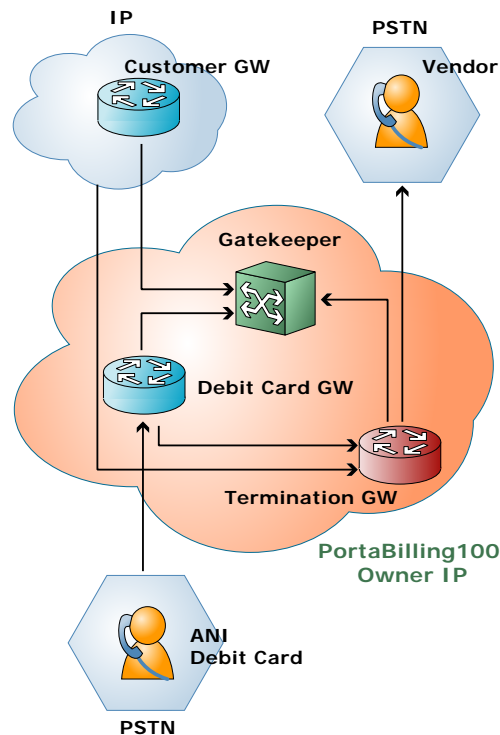 IP
PSTN
Customer GW
Vendor
Gatekeeper
Debit Card GW
Termination GW
PortaBilling100
Owner IP
ANI
Debit Card
PSTN